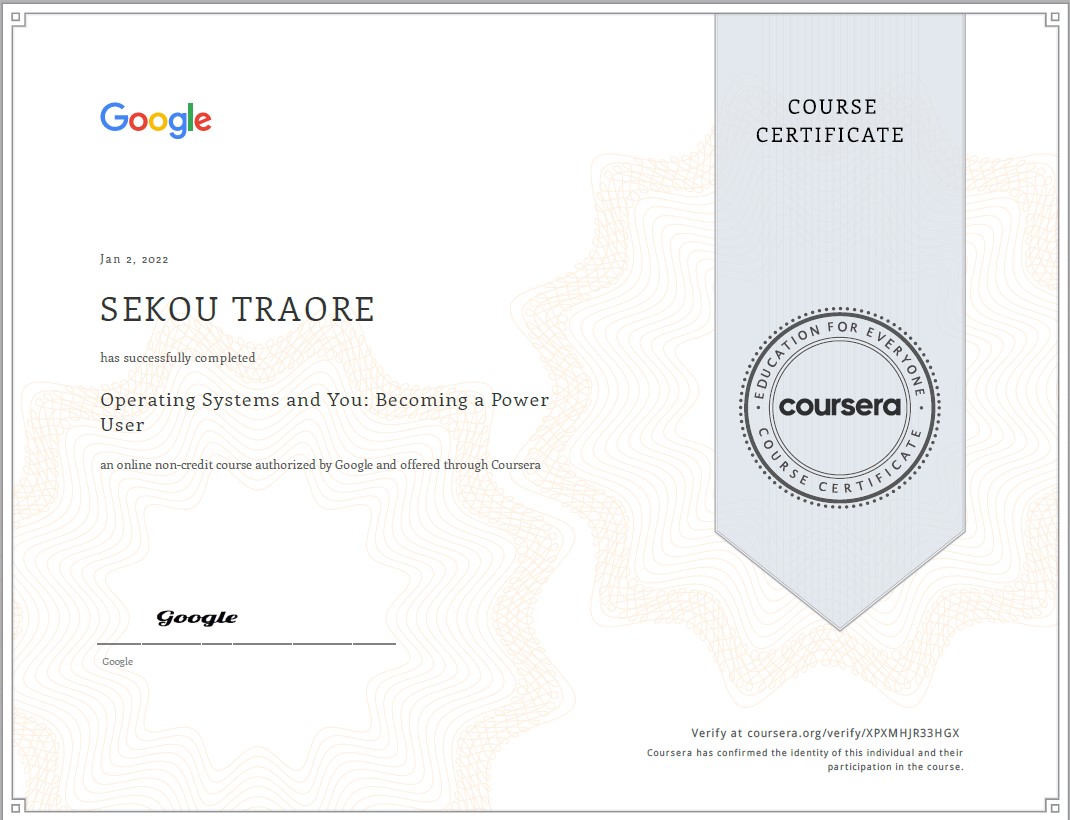 Google
COURSE
CERTIFICATE
Jan 2, 2022
SEKOU TRAORE
has successfully completed
Operating Systems and You: Becoming a Power
User
an online non-credit course authorized by Google and offered through Coursera
EDUCATION FOR EVERYONE
coursera
COURSE CERTIFICATE
Google
Google
Verify at coursera.org/verify/XPXMHJR33HGX
Coursera has confirmed the identity of this individual and their
participation in the course.